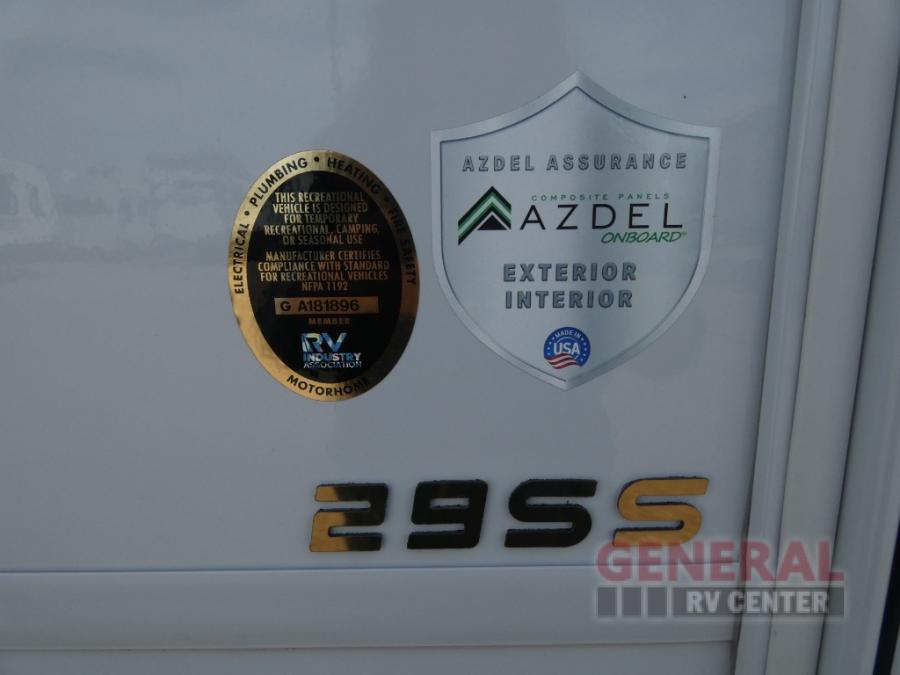 ELECTRICAL • PLUMBING • HEATING • FIRE SAFETY
THIS RECREATIONAL
VEHICLE IS DESIGNED
FOR TEMPORARY
RECREATIONAL, CAMPING,
OR SEASONAL USE
MANUFACTURER CERTIFIES
COMPLIANCE WITH STANDARD
FOR RECREATIONAL VEHICLES
NFPA 1192
G A181896
MEMBER
RV
INDUSTRY
ASSOCIATION
MOTORHOME
AZDEL ASSURANCE
COMPOSITE PANELS
AZDEL
ONBOARD®
EXTERIOR
INTERIOR
MADE IN
USA
29SS
GENERAL
RV CENTER